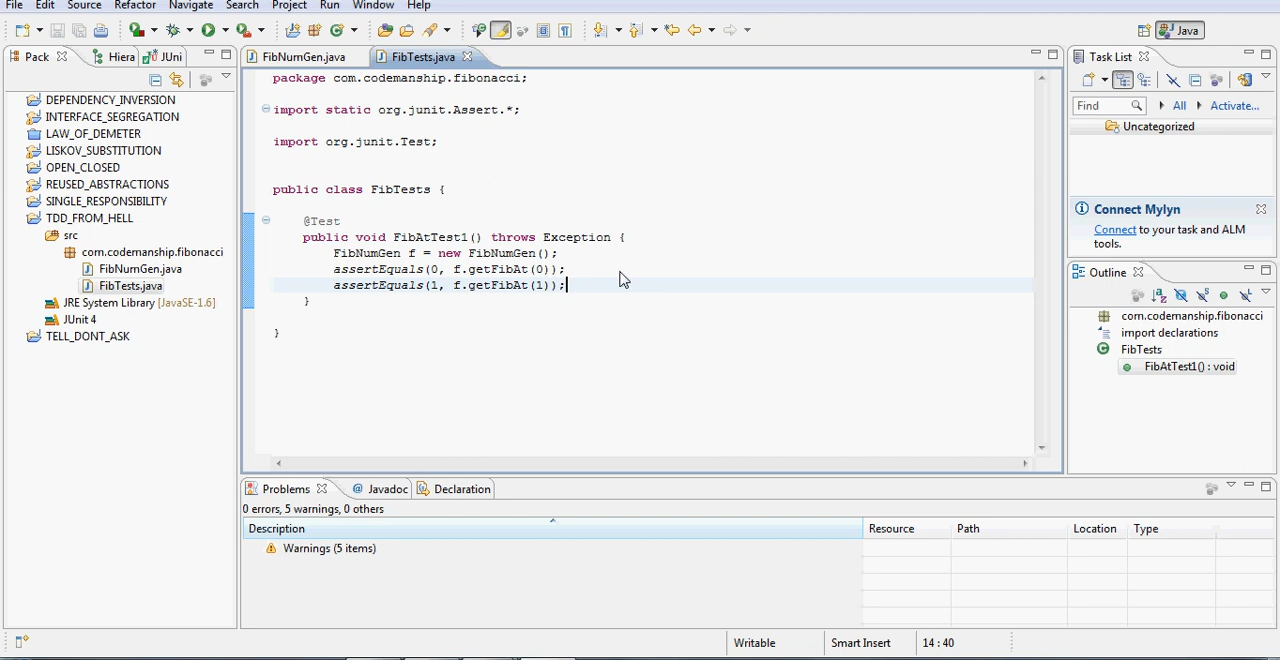 File Edit Source Refactor Navigate Search Project Run Window Help
Java
Pack Hiera JUni
DEPENDENCY_INVERSION
INTERFACE_SEGREGATION
LAW_OF_DEMETER
LISKOV_SUBSTITUTION
OPEN_CLOSED
REUSED_ABSTRACTIONS
SINGLE_RESPONSIBILITY
TDD_FROM_HELL
src
com.codemanship.fibonacci
FibNumGen.java
FibTests.java
JRE System Library [JavaSE-1.6]
JUnit 4
TELL_DONT_ASK
FibNumGen.java FibTests.java
package com.codemanship.fibonacci;
import static org.junit.Assert.*;
import org.junit.Test;
public class FibTests {
@Test
public void FibAtTest1() throws Exception {
FibNumGen f = new FibNumGen();
assertEquals(0, f.getFibAt(0));
assertEquals(1, f.getFibAt(1));
}
}
Task List
Find All Activate...
Uncategorized
Connect Mylyn
Connect to your task and ALM
tools.
Outline
com.codemanship.fibonacci
import declarations
FibTests
FibAtTest1() : void
Problems Javadoc Declaration
0 errors, 5 warnings, 0 others
Description Resource Path Location Type
Warnings (5 items)
Writable Smart Insert 14 : 40